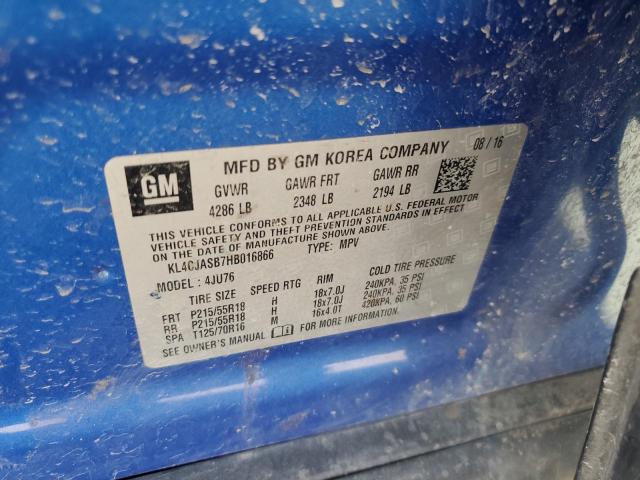 GM
MFD BY GM KOREA COMPANY 08/16
GVWR GAWR FRT GAWR RR
4286 LB 2348 LB 2194 LB
THIS VEHICLE CONFORMS TO ALL APPLICABLE U.S. FEDERAL MOTOR
VEHICLE SAFETY AND THEFT PREVENTION STANDARDS IN EFFECT
ON THE DATE OF MANUFACTURE SHOWN ABOVE.
KL4CJASB7HB016866 TYPE: MPV
MODEL: 4JU76
TIRE SIZE SPEED RTG RIM COLD TIRE PRESSURE
FRT P215/55R18 H 18x7.0J 240KPA, 35 PSI
RR P215/55R18 H 18x7.0J 240KPA, 35 PSI
SPA T125/70R16 M 16x4.0T 420KPA, 60 PSI
SEE OWNER'S MANUAL FOR MORE INFORMATION.